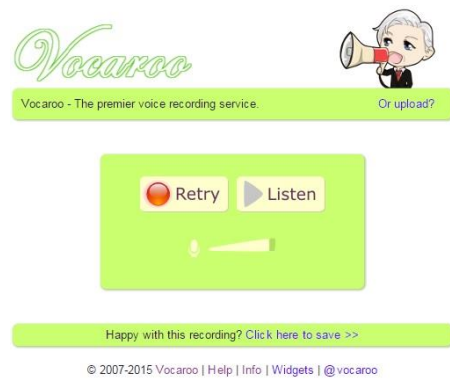 Vocaroo
Vocaroo - The premier voice recording service. Or upload?
Retry Listen
Happy with this recording? Click here to save >>
© 2007-2015 Vocaroo | Help | Info | Widgets | @vocaroo